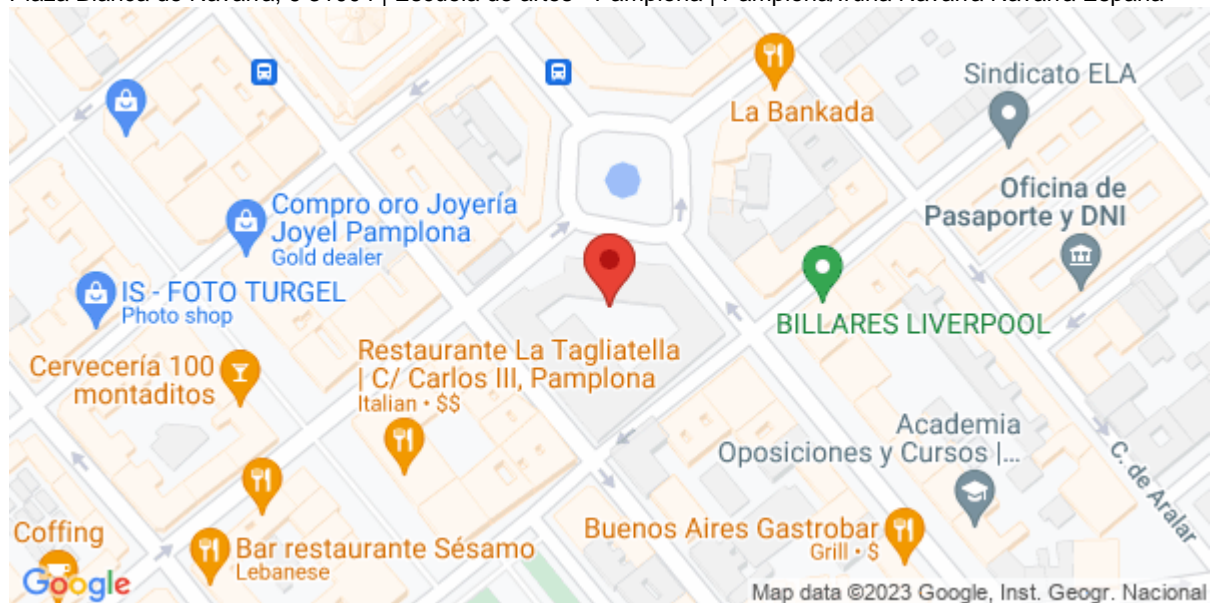 La Bankada
Sindicato ELA
Oficina de
Pasaporte y DNI
Compro oro Joyería
Joyel Pamplona
Gold dealer
IS - FOTO TURGEL
Photo shop
BILLARES LIVERPOOL
Restaurante La Tagliatella
| C/ Carlos III, Pamplona
Italian • $$
Cervecería 100
montaditos
Academia
Oposiciones y Cursos |...
C. de Aralar
Buenos Aires Gastrobar
Grill • $
Coffing
Bar restaurante Sésamo
Lebanese
Google
Map data ©2023 Google, Inst. Geogr. Nacional